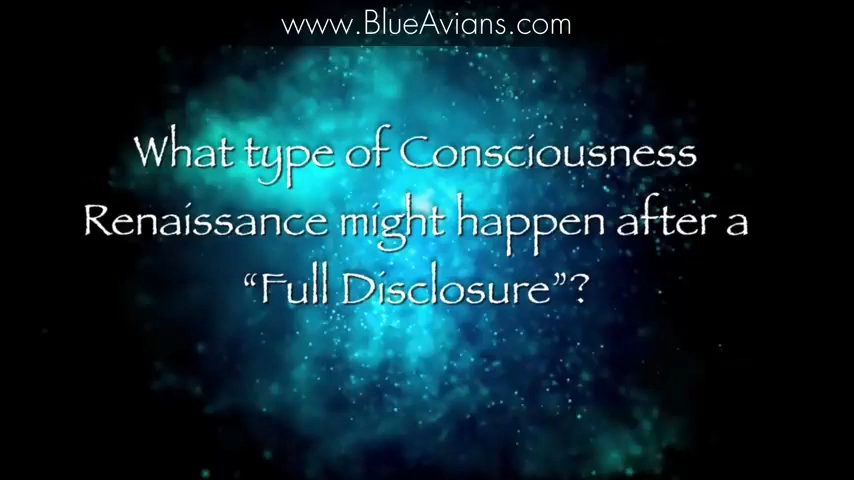 www.BlueAvians.com
What type of Consciousness
Renaissance might happen after a
“Full Disclosure”?